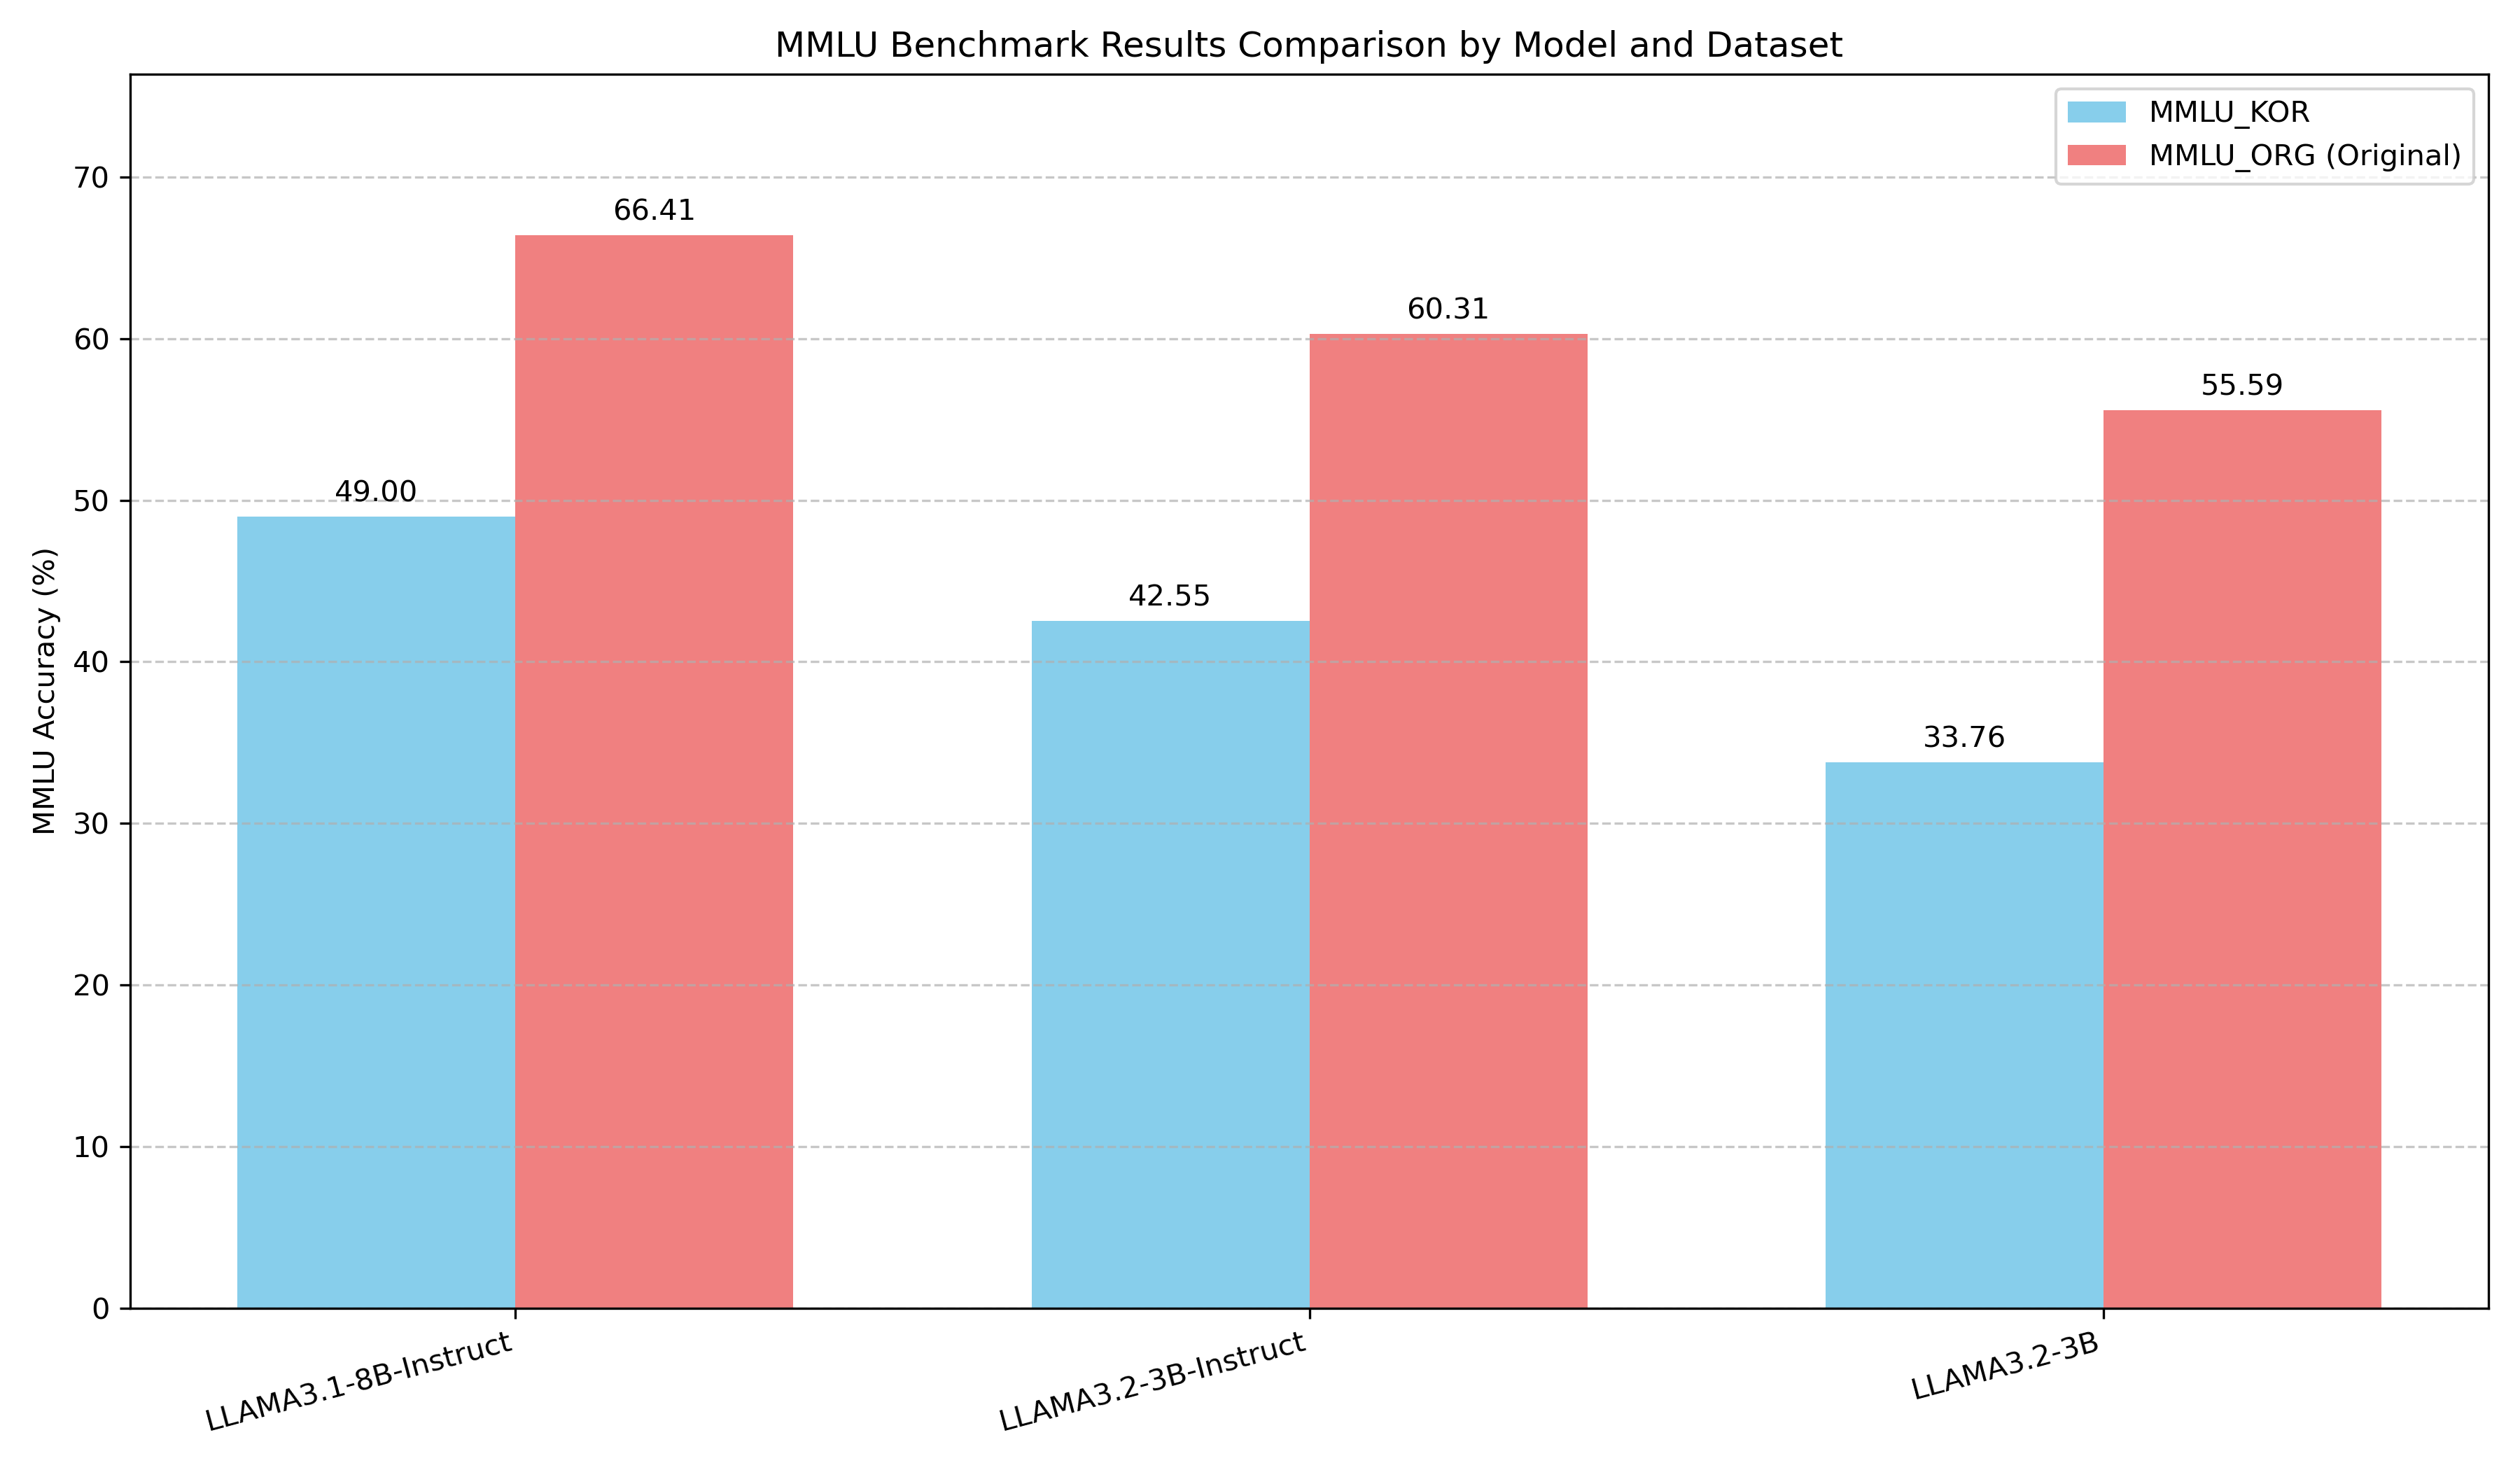 MMLU Benchmark Results Comparison by Model and Dataset
MMLU_KOR
MMLU_ORG (Original)
MMLU Accuracy (%)
70
60
50
40
30
20
10
0
49.00
66.41
42.55
60.31
33.76
55.59
LLAMA3.1-8B-Instruct
LLAMA3.2-3B-Instruct
LLAMA3.2-3B